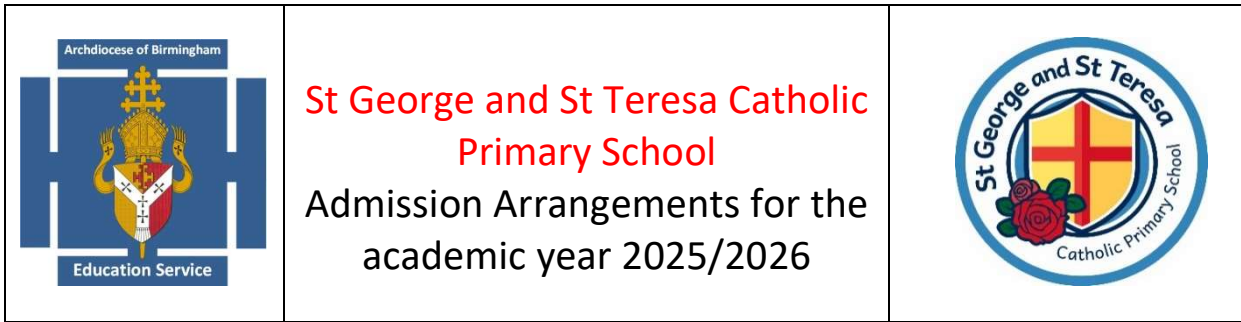 Archdiocese of Birmingham
Education Service
St George and St Teresa Catholic
Primary School
Admission Arrangements for the
academic year 2025/2026
St George and St Teresa
Catholic Primary School